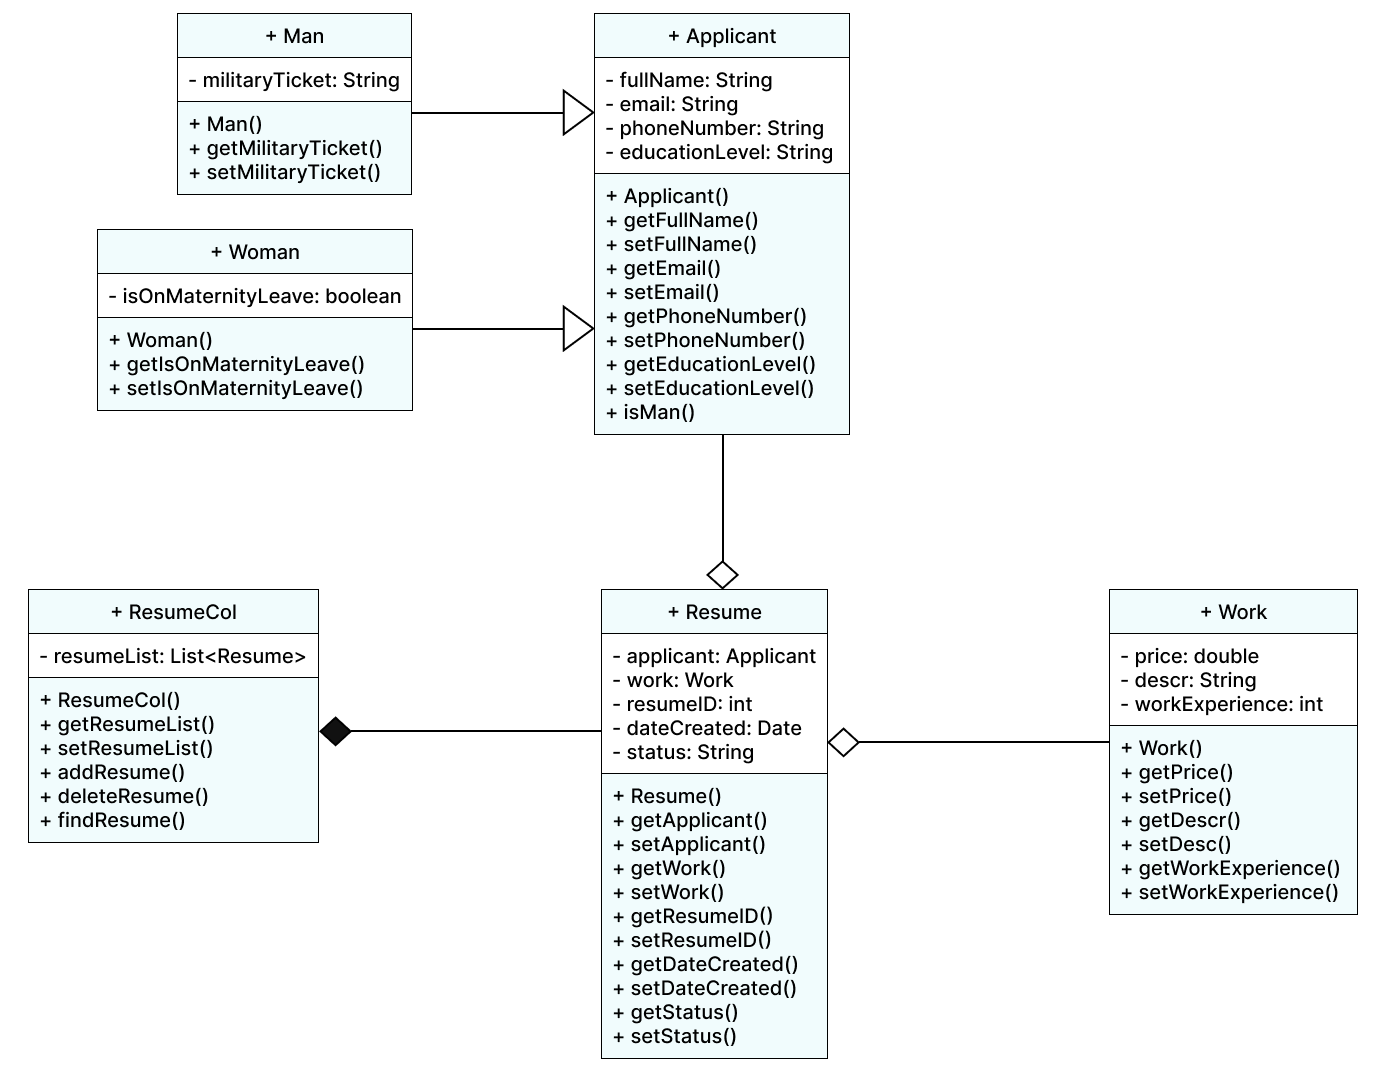 + Man
- militaryTicket: String
+ Man()
+ getMilitaryTicket()
+ setMilitaryTicket()
+ Applicant
- fullName: String
- email: String
- phoneNumber: String
- educationLevel: String
+ Applicant()
+ getFullName()
+ setFullName()
+ getEmail()
+ setEmail()
+ getPhoneNumber()
+ setPhoneNumber()
+ getEducationLevel()
+ setEducationLevel()
+ isMan()
+ Woman
- isOnMaternityLeave: boolean
+ Woman()
+ getIsOnMaternityLeave()
+ setIsOnMaternityLeave()
+ ResumeCol
- resumeList: List<Resume>
+ ResumeCol()
+ getResumeList()
+ setResumeList()
+ addResume()
+ deleteResume()
+ findResume()
+ Resume
- applicant: Applicant
- work: Work
- resumeID: int
- dateCreated: Date
- status: String
+ Resume()
+ getApplicant()
+ setApplicant()
+ getWork()
+ setWork()
+ getResumeID()
+ setResumeID()
+ getDateCreated()
+ setDateCreated()
+ getStatus()
+ setStatus()
+ Work
- price: double
- descr: String
- workExperience: int
+ Work()
+ getPrice()
+ setPrice()
+ getDescr()
+ setDesc()
+ getWorkExperience()
+ setWorkExperience()